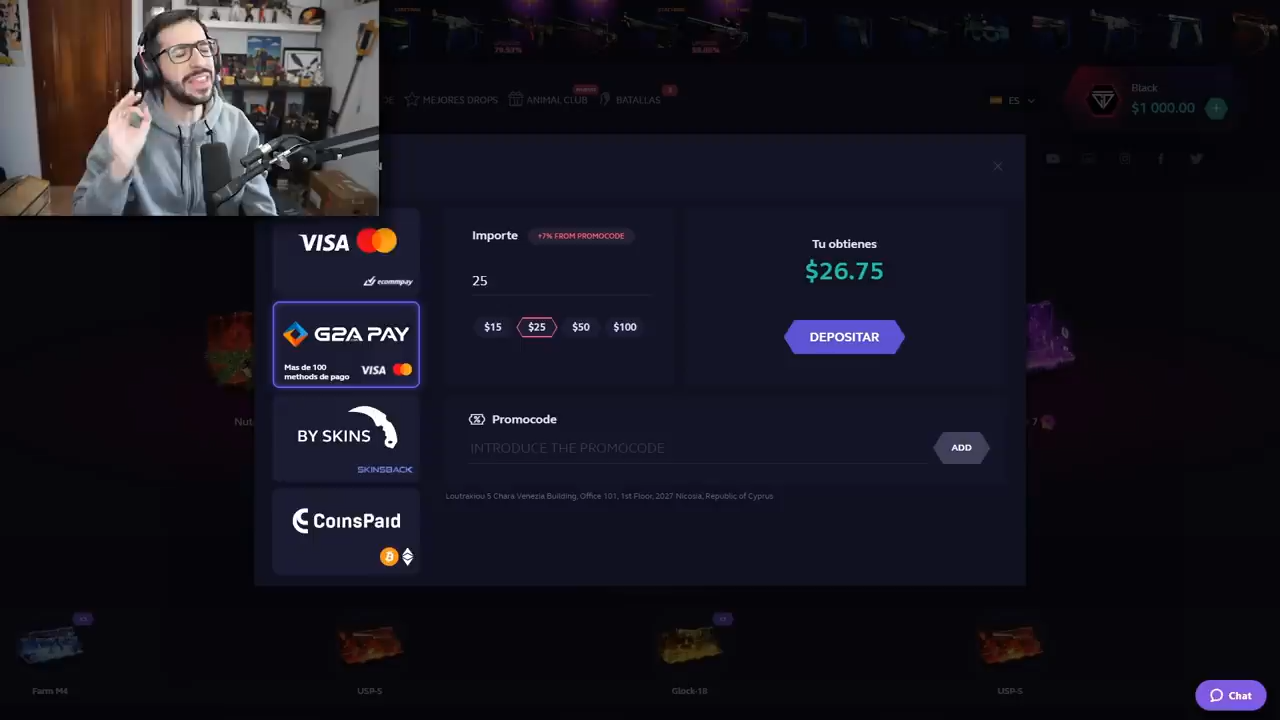 79.53%
MEJORES DROPS
ANIMAL CLUB
BATALLAS
ES
Black
$1 000.00
VISA
ecommpay
G2A PAY
Mas de 100
methods de pago
VISA
BY SKINS
SKINSBACK
CoinsPaid
Importe
+7% FROM PROMOCODE
25
$15
$25
$50
$100
Tu obtienes
$26.75
DEPOSITAR
Promocode
INTRODUCE THE PROMOCODE
ADD
Loutraxiou 5 Chara Venezia Building, Office 101, 1st Floor, 2027 Nicosia, Republic of Cyprus
Farm M4
USP-S
Glock-18
USP-S
Chat